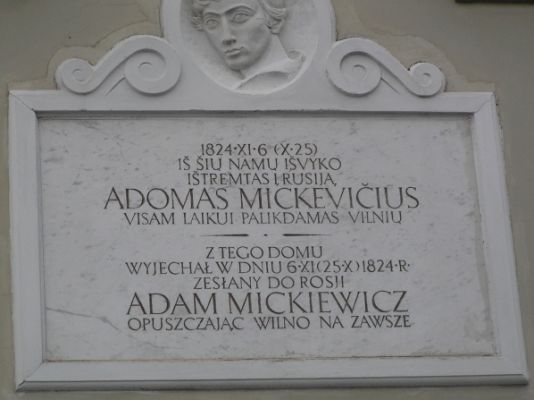 1824·XI·6 (X·25)
IŠ ŠIŲ NAMŲ IŠVYKO
IŠTREMTAS Į RUSIJĄ
ADOMAS MICKEVIČIUS
VISAM LAIKUI PALIKDAMAS VILNIŲ
Z TEGO DOMU
WYJECHAŁ W DNIU 6·XI(25·X)1824·R·
ZESŁANY DO ROSJI
ADAM MICKIEWICZ
OPUSZCZAJĄC WILNO NA ZAWSZE